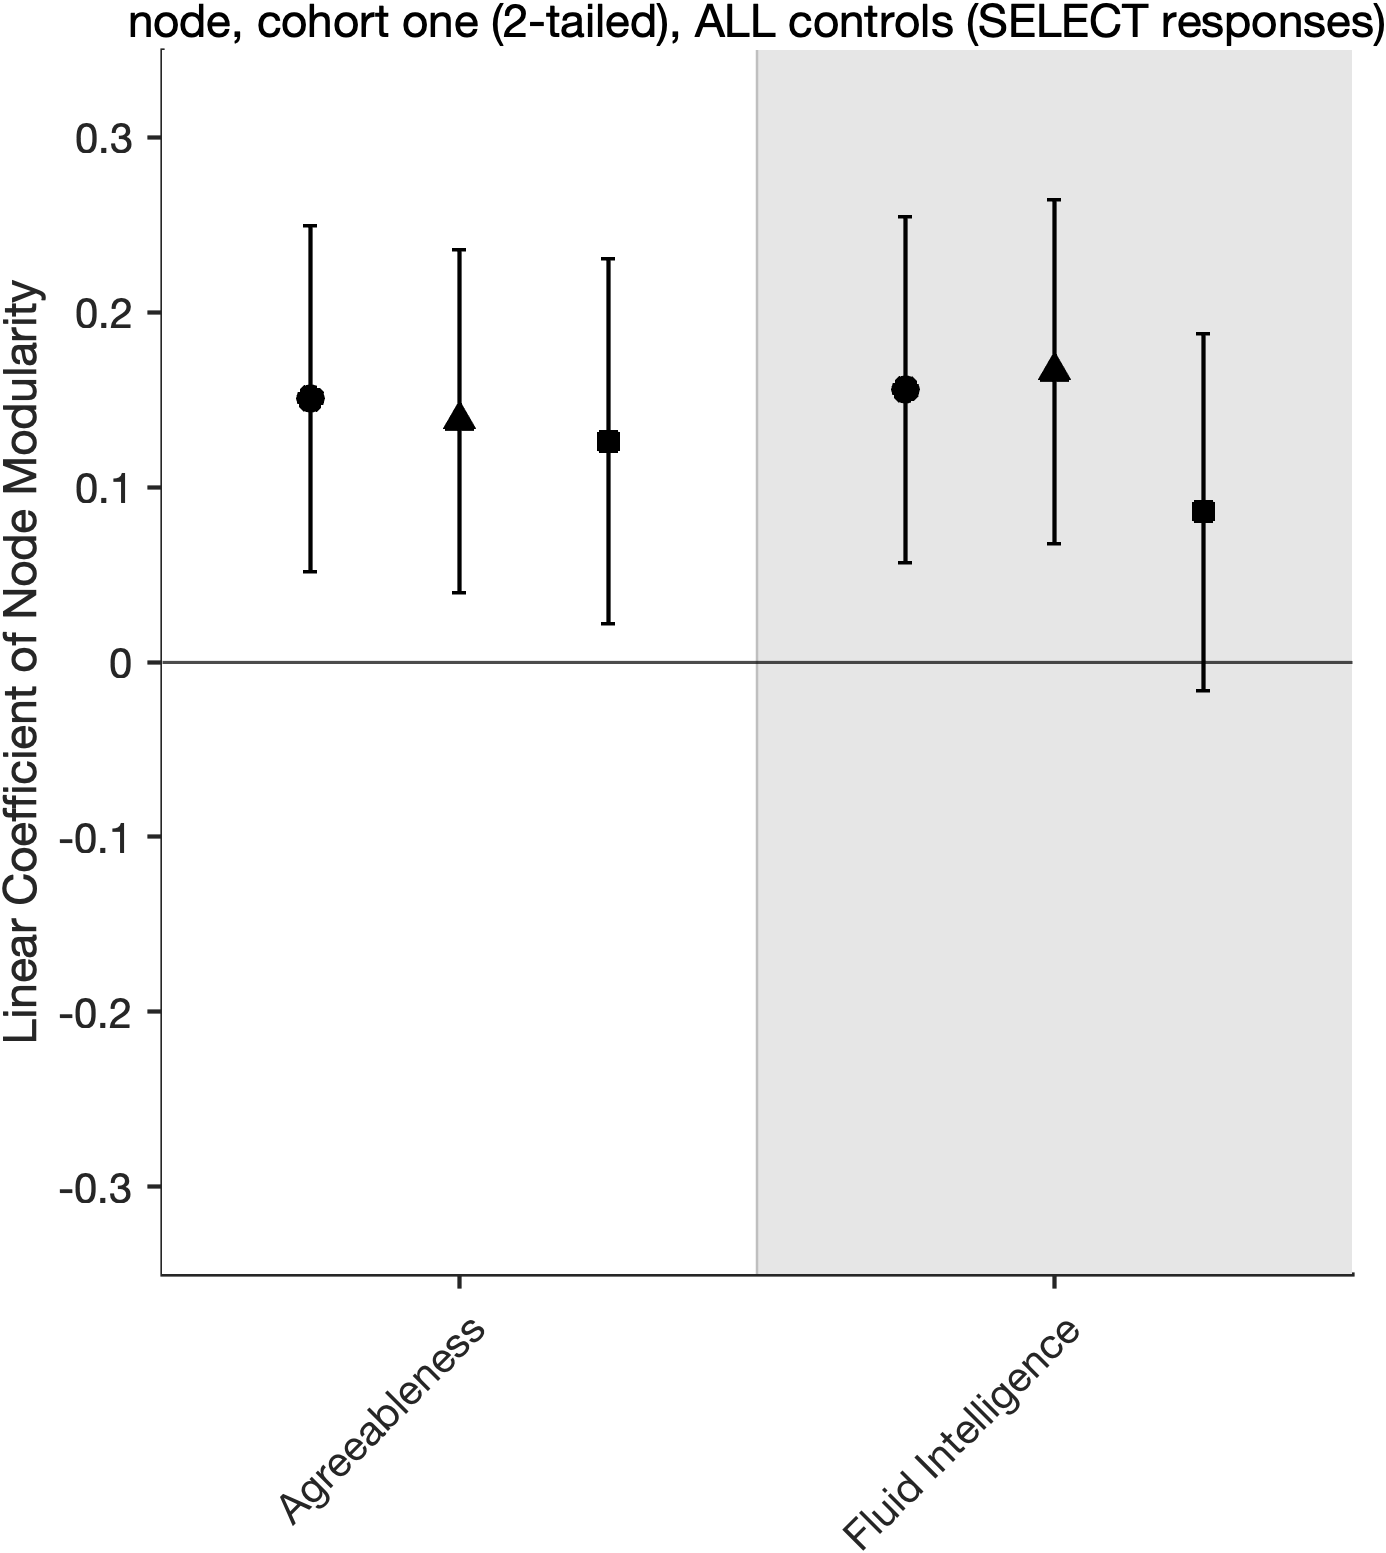 node, cohort one (2-tailed), ALL controls (SELECT responses)
Linear Coefficient of Node Modularity
0.3
0.2
0.1
0
-0.1
-0.2
-0.3
Agreeableness
Fluid Intelligence